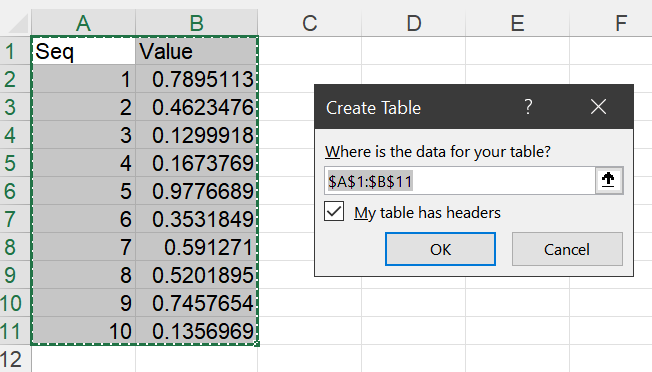 A B C D E F
1 Seq Value
2 1 0.7895113
3 2 0.4623476
4 3 0.1299918
5 4 0.1673769
6 5 0.9776689
7 6 0.3531849
8 7 0.591271
9 8 0.5201895
10 9 0.7457654
11 10 0.1356969
12
Create Table ?
Where is the data for your table?
$A$1:$B$11
My table has headers
OK Cancel